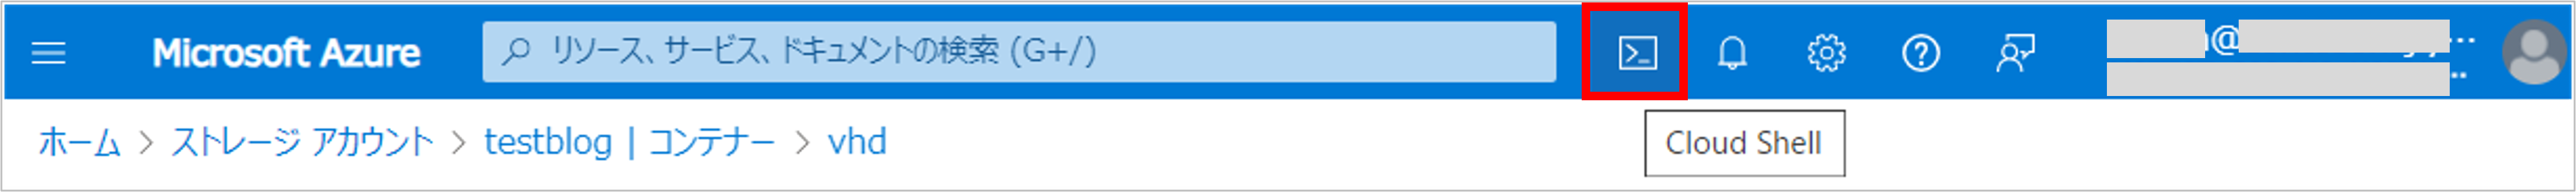 Microsoft Azure
リソース、サービス、ドキュメントの検索 (G+/)
@
ホーム > ストレージ アカウント > testblog | コンテナー > vhd
Cloud Shell